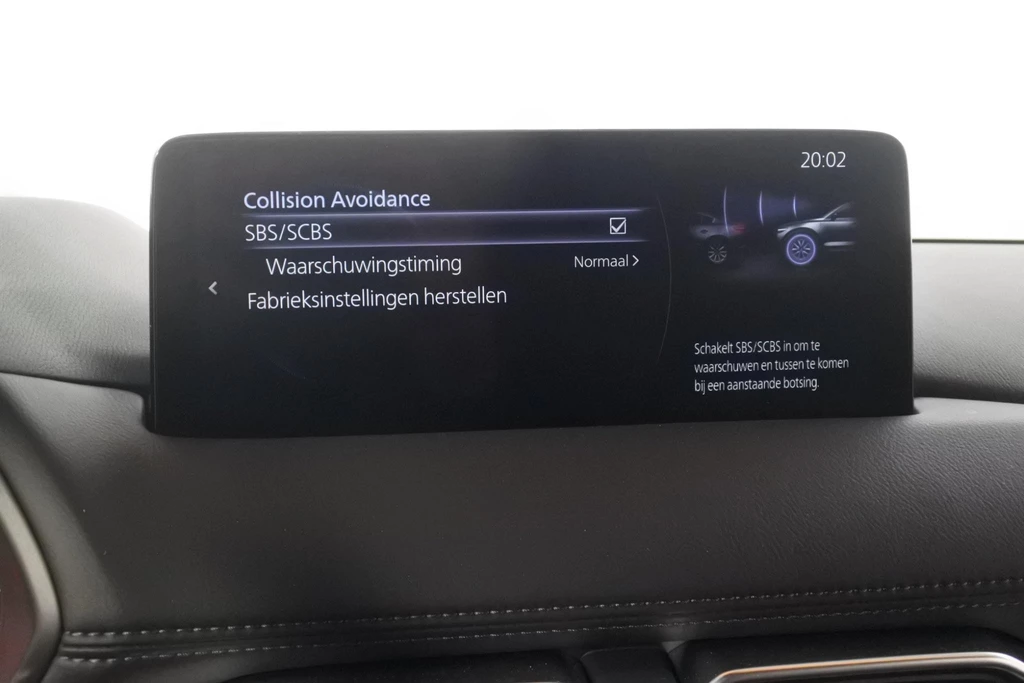 20:02
Collision Avoidance
SBS/SCBS
Waarschuwingstiming Normaal >
Fabrieksinstellingen herstellen
Schakelt SBS/SCBS in om te
waarschuwen en tussen te komen
bij een aanstaande botsing.